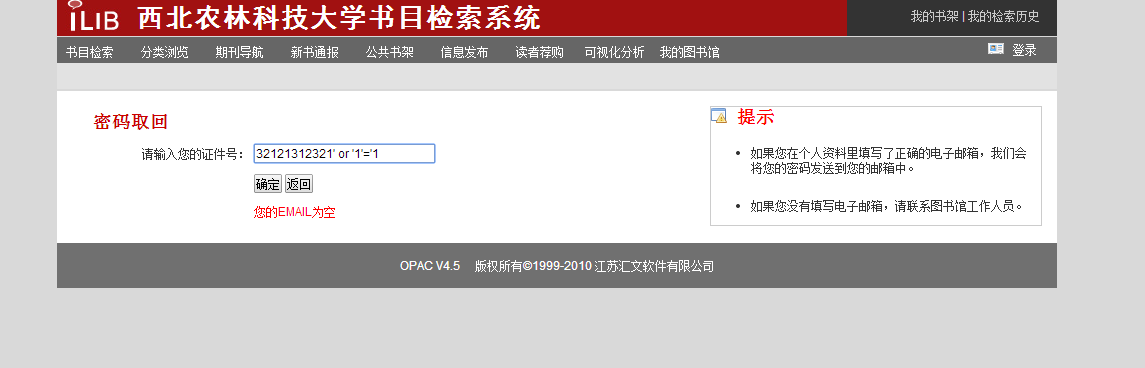 iLIB 西北农林科技大学书目检索系统 我的书架 | 我的检索历史
书目检索 分类浏览 期刊导航 新书通报 公共书架 信息发布 读者荐购 可视化分析 我的图书馆 登录
密码取回
请输入您的证件号： 32121312321' or '1'='1
确定 返回
您的EMAIL为空
提示
• 如果您在个人资料里填写了正确的电子邮箱，我们会
将您的密码发送到您的邮箱中。
• 如果您没有填写电子邮箱，请联系图书馆工作人员。
OPAC V4.5 版权所有©1999-2010 江苏汇文软件有限公司